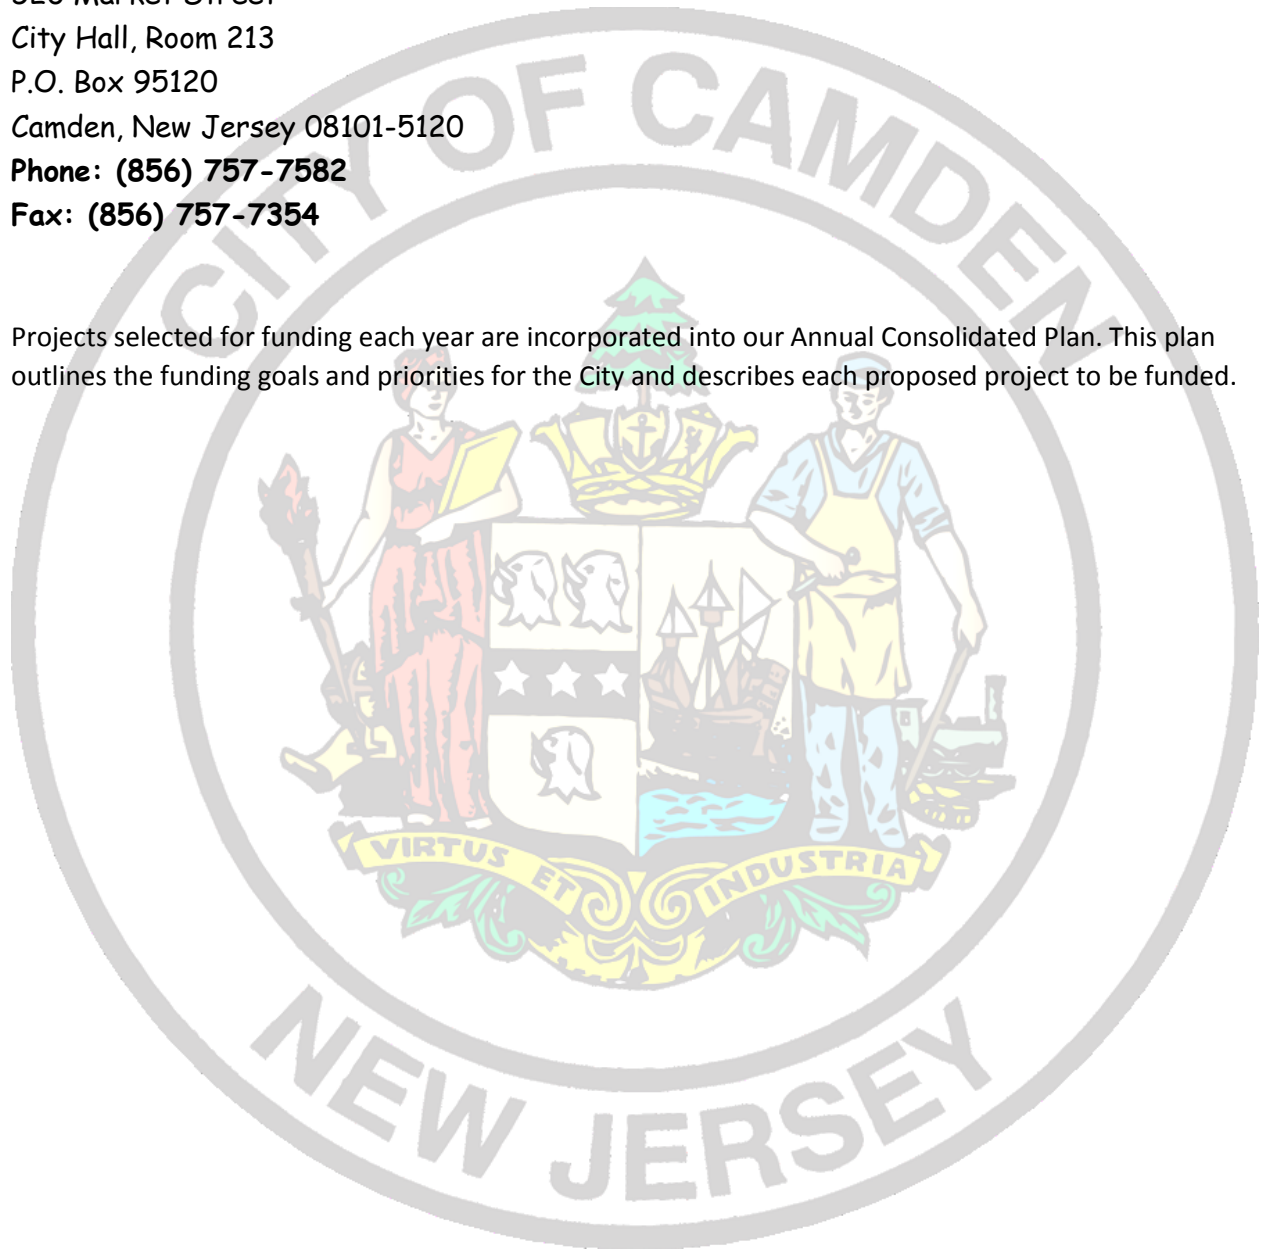 Market Street
City Hall, Room 213
P.O. Box 95120
Camden, New Jersey 08101-5120
Phone: (856) 757-7582
Fax: (856) 757-7354
Projects selected for funding each year are incorporated into our Annual Consolidated Plan. This plan
outlines the funding goals and priorities for the City and describes each proposed project to be funded.
CITY OF CAMDEN
VIRTUS ET INDUSTRIA
NEW JERSEY